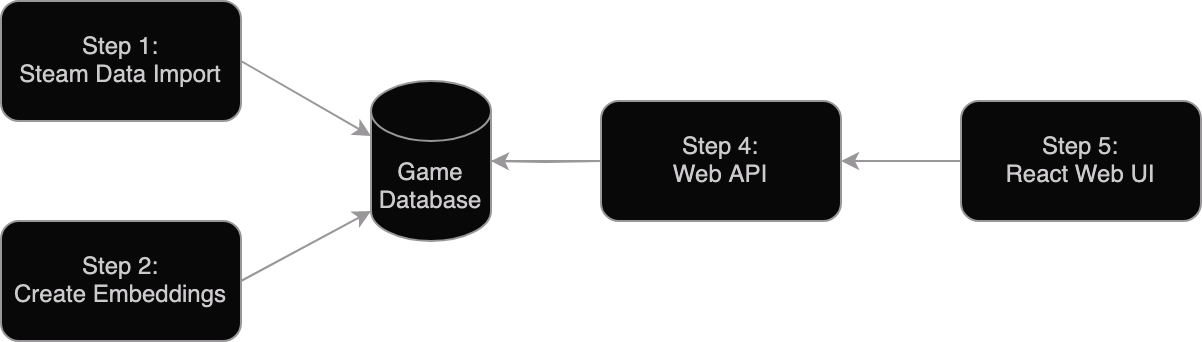 Step 1:
Steam Data Import
Step 2:
Create Embeddings
Game
Database
Step 4:
Web API
Step 5:
React Web UI